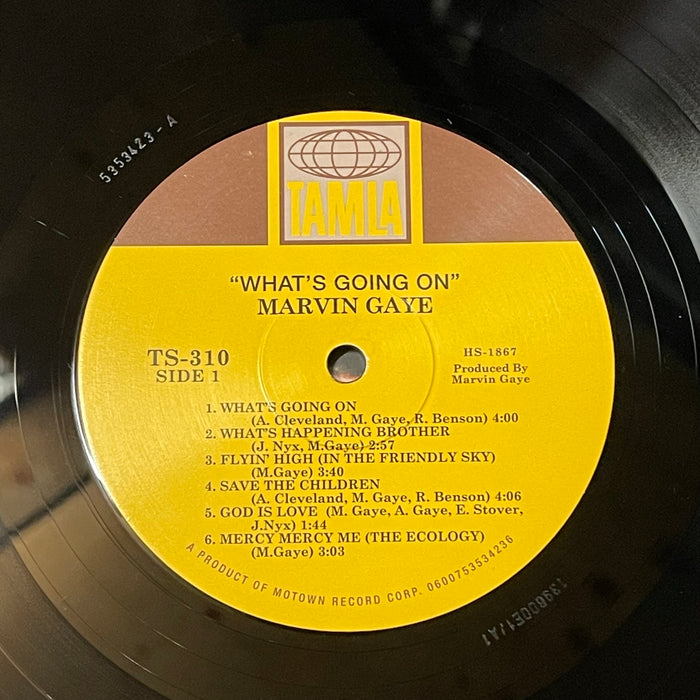 5353423 - A
TAMLA
"WHAT'S GOING ON"
MARVIN GAYE
TS-310
SIDE 1
HS-1867
Produced By
Marvin Gaye
1. WHAT'S GOING ON
(A. Cleveland, M. Gaye, R. Benson) 4:00
2. WHAT'S HAPPENING BROTHER
(J. Nyx, M.Gaye) 2:57
3. FLYIN' HIGH (IN THE FRIENDLY SKY)
(M.Gaye) 3:40
4. SAVE THE CHILDREN
(A. Cleveland, M. Gaye, R. Benson) 4:06
5. GOD IS LOVE (M. Gaye, A. Gaye, E. Stover,
J.Nyx) 1:44
6. MERCY MERCY ME (THE ECOLOGY)
(M.Gaye) 3:03
A PRODUCT OF MOTOWN RECORD CORP. 0600753534236
139600E1/A1